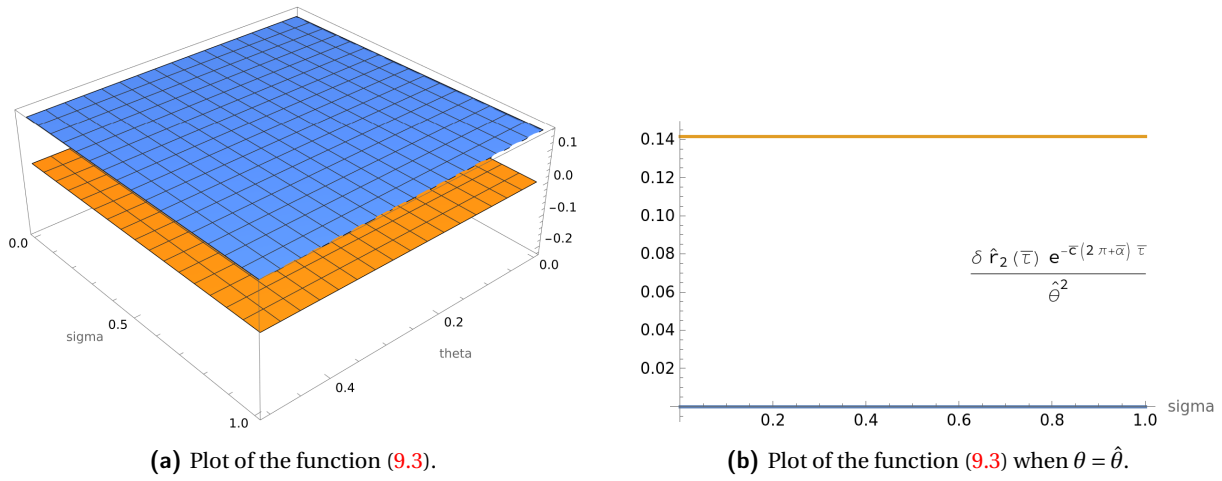 0.1
0.0
−0.1
−0.2
0.0
0.5
1.0
sigma
0.4
0.2
0.0
theta
(a) Plot of the function (9.3).
0.14
0.12
0.10
0.08
0.06
0.04
0.02
0.2 0.4 0.6 0.8 1.0
sigma
δ r̂₂ (τ̅) e^{-c̅ (2 π+α̅) τ̅}
θ̂²
(b) Plot of the function (9.3) when θ = θ̂.